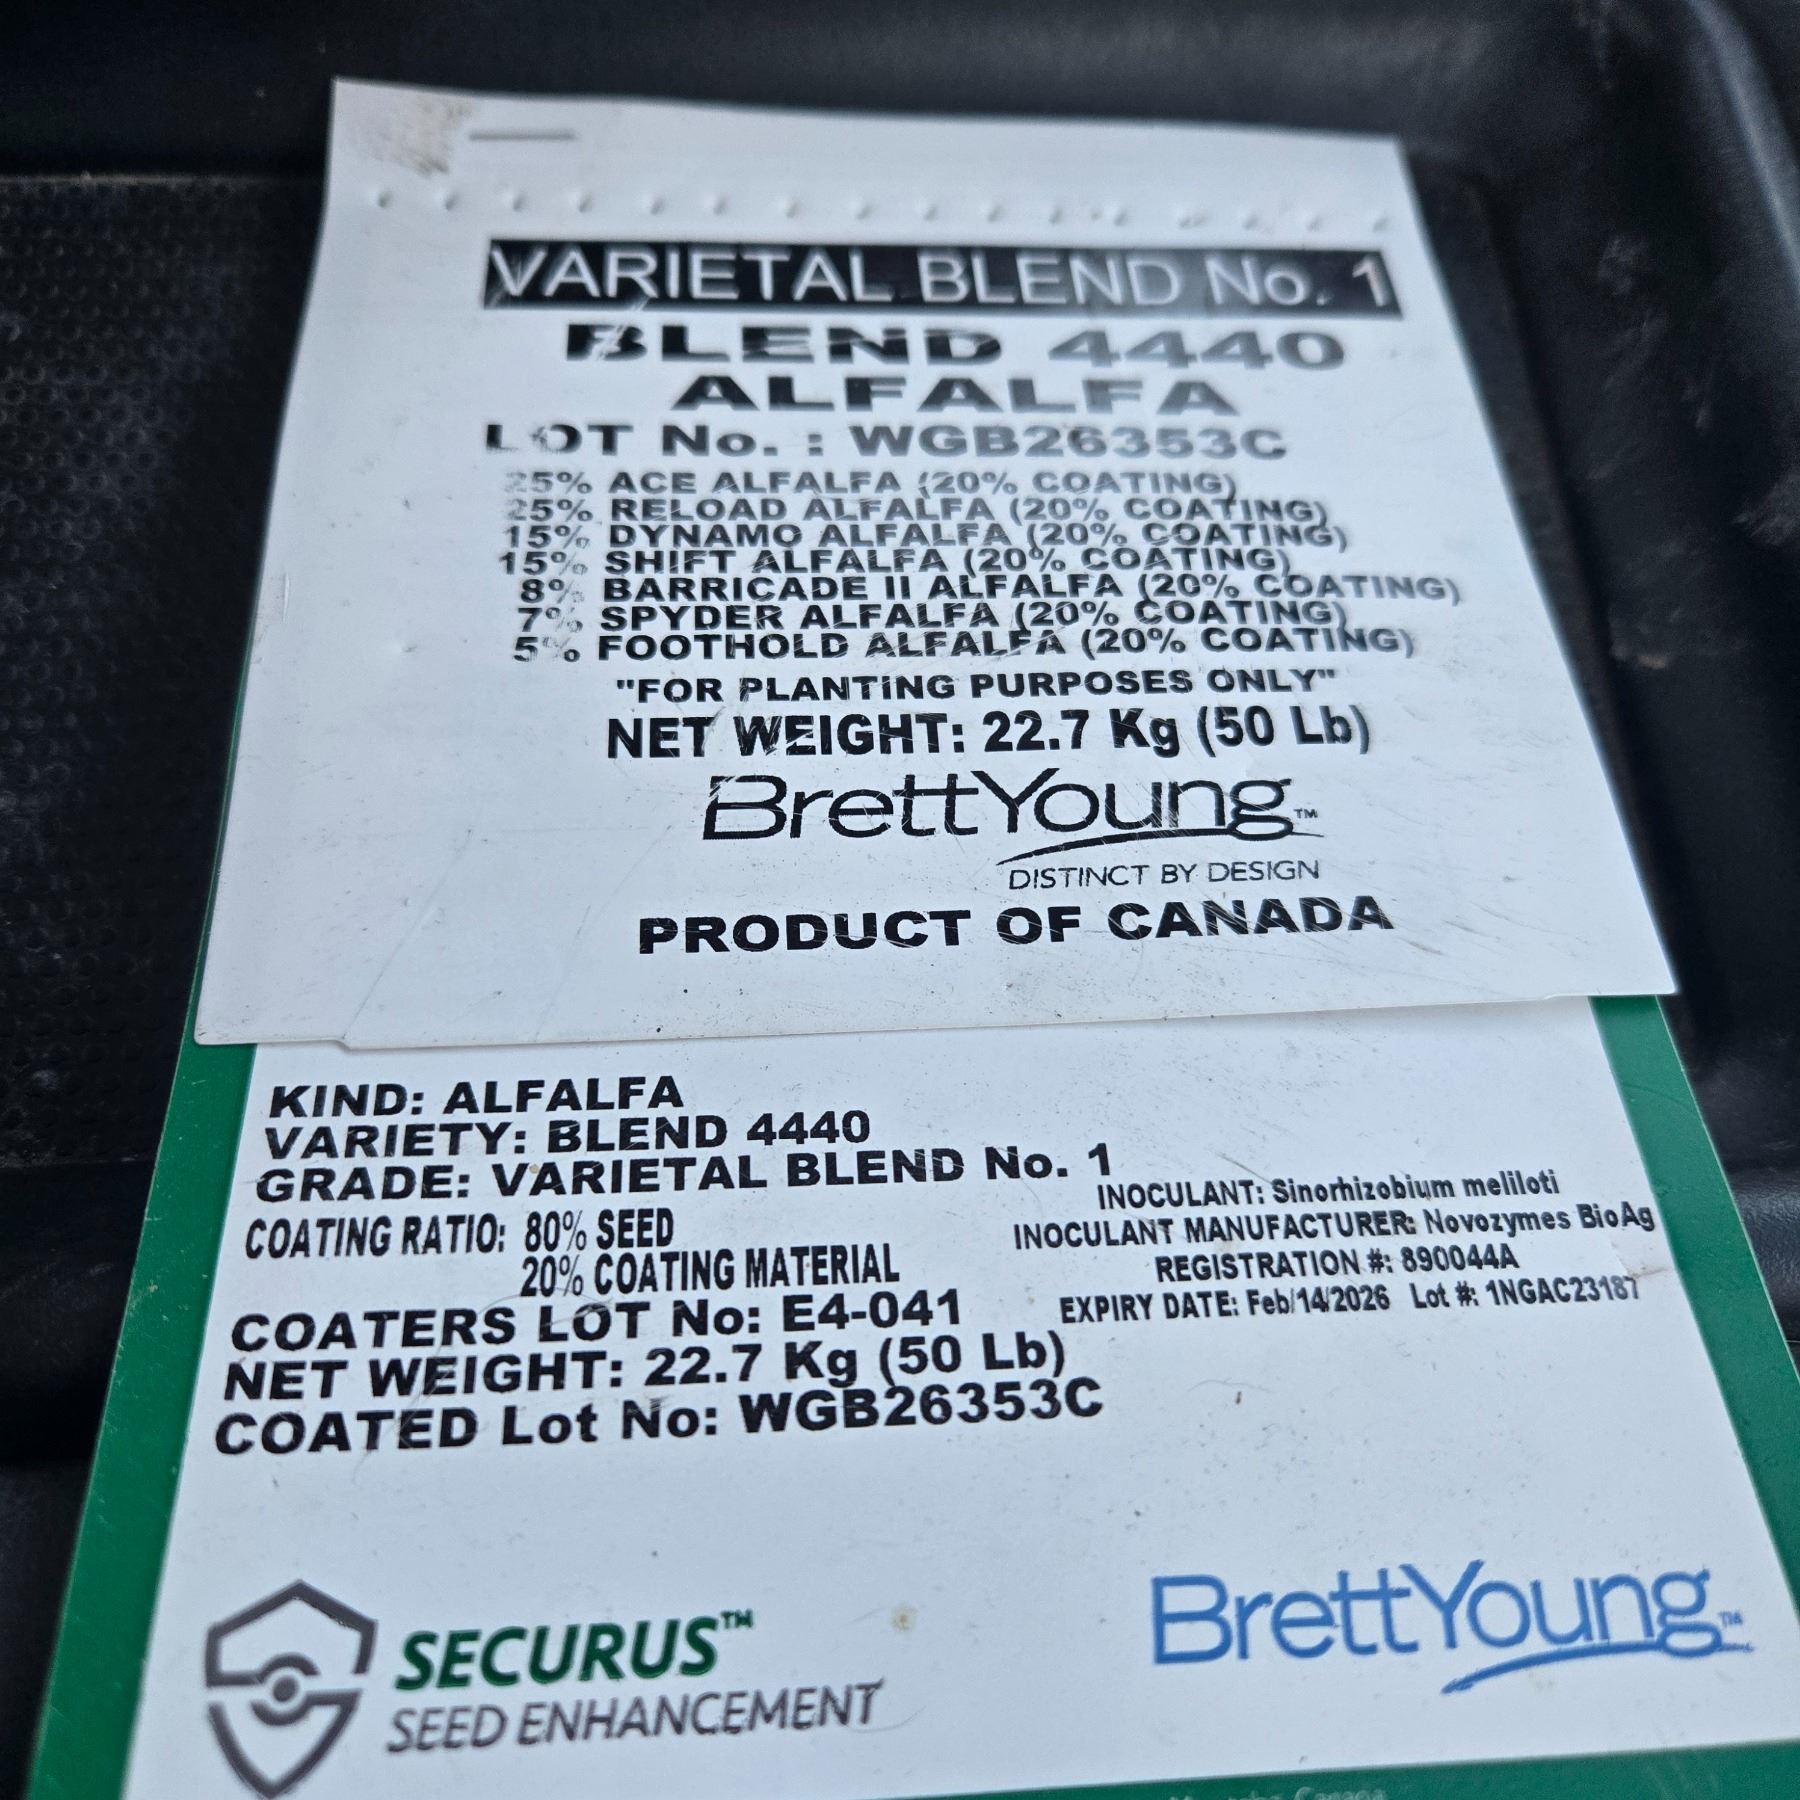 VARIETAL BLEND No. 1
BLEND 4440
ALFALFA
LOT No. : WGB26353C
25% ACE ALFALFA (20% COATING)
25% RELOAD ALFALFA (20% COATING)
15% DYNAMO ALFALFA (20% COATING)
15% SHIFT ALFALFA (20% COATING)
8% BARRICADE II ALFALFA (20% COATING)
7% SPYDER ALFALFA (20% COATING)
5% FOOTHOLD ALFALFA (20% COATING)
"FOR PLANTING PURPOSES ONLY"
NET WEIGHT: 22.7 Kg (50 Lb)
BrettYoung™
DISTINCT BY DESIGN
PRODUCT OF CANADA
KIND: ALFALFA
VARIETY: BLEND 4440
GRADE: VARIETAL BLEND No. 1
COATING RATIO: 80% SEED
20% COATING MATERIAL
COATERS LOT No: E4-041
NET WEIGHT: 22.7 Kg (50 Lb)
COATED Lot No: WGB26353C
INOCULANT: Sinorhizobium meliloti
INOCULANT MANUFACTURER: Novozymes BioAg
REGISTRATION #: 890044A
EXPIRY DATE: Feb/14/2026 Lot #: 1NGAC23187
SECURUS™
SEED ENHANCEMENT
BrettYoung™